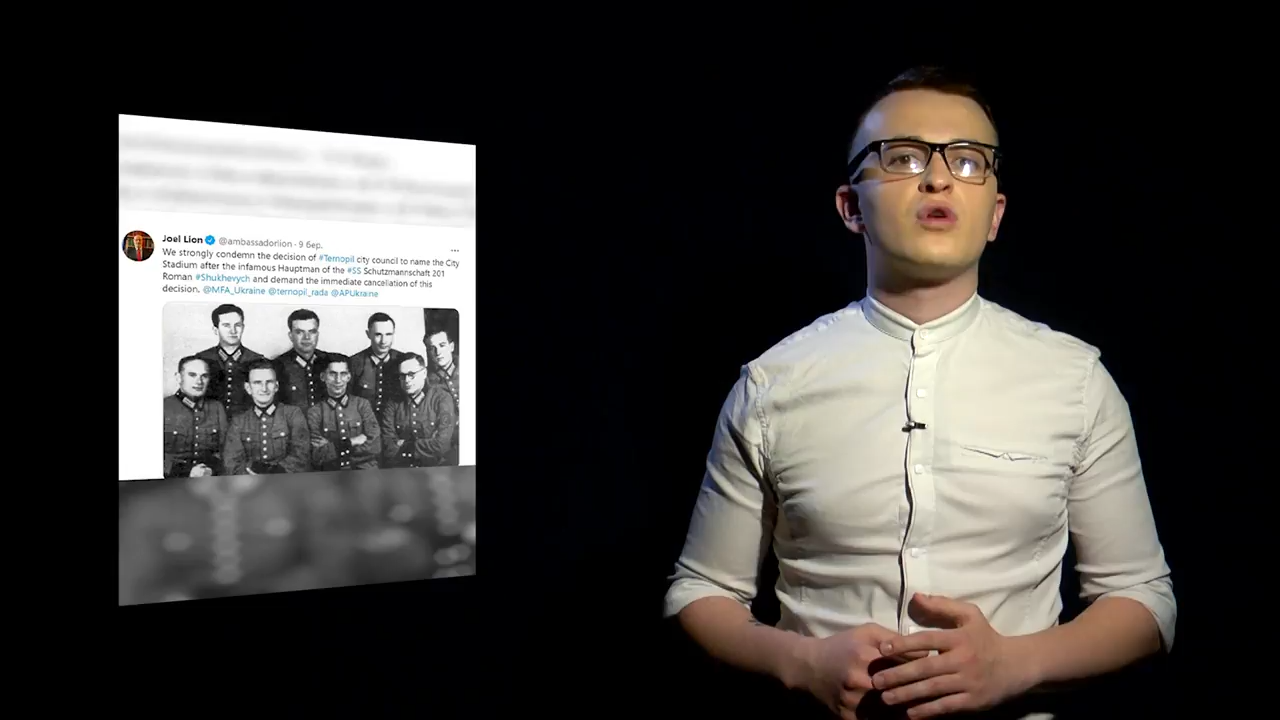 Joel Lion @ambassadorlion · 9 бер.
We strongly condemn the decision of #Ternopil city council to name the City
Stadium after the infamous Hauptman of the #SS Schutzmannschaft 201
Roman #Shukhevych and demand the immediate cancellation of this
decision. @MFA_Ukraine @ternopil_rada @APUkraine